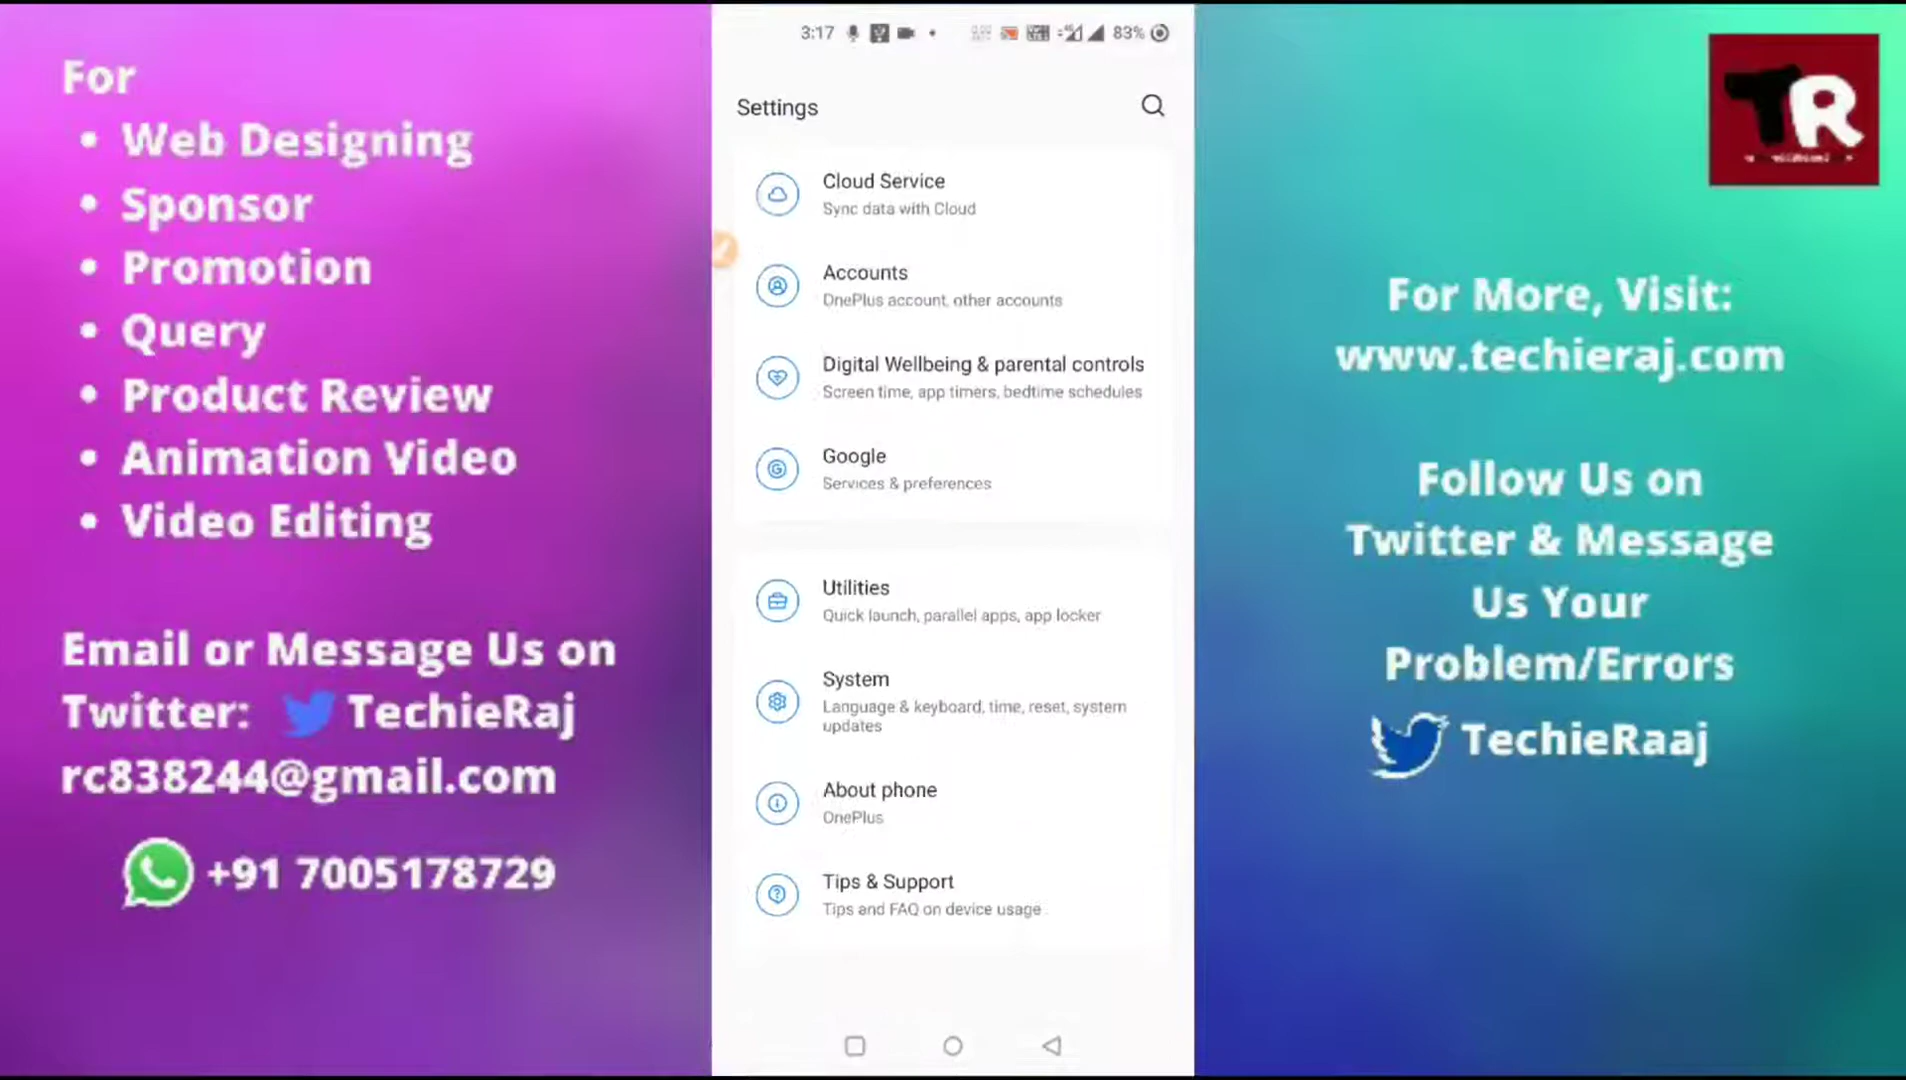 For
• Web Designing
• Sponsor
• Promotion
• Query
• Product Review
• Animation Video
• Video Editing
Email or Message Us on
Twitter: TechieRaj
rc838244@gmail.com
+91 7005178729
3:17
83%
Settings
Cloud Service
Sync data with Cloud
Accounts
OnePlus account, other accounts
Digital Wellbeing & parental controls
Screen time, app timers, bedtime schedules
Google
Services & preferences
Utilities
Quick launch, parallel apps, app locker
System
Language & keyboard, time, reset, system
updates
About phone
OnePlus
Tips & Support
Tips and FAQ on device usage
TR
For More, Visit:
www.techieraj.com
Follow Us on
Twitter & Message
Us Your
Problem/Errors
TechieRaaj